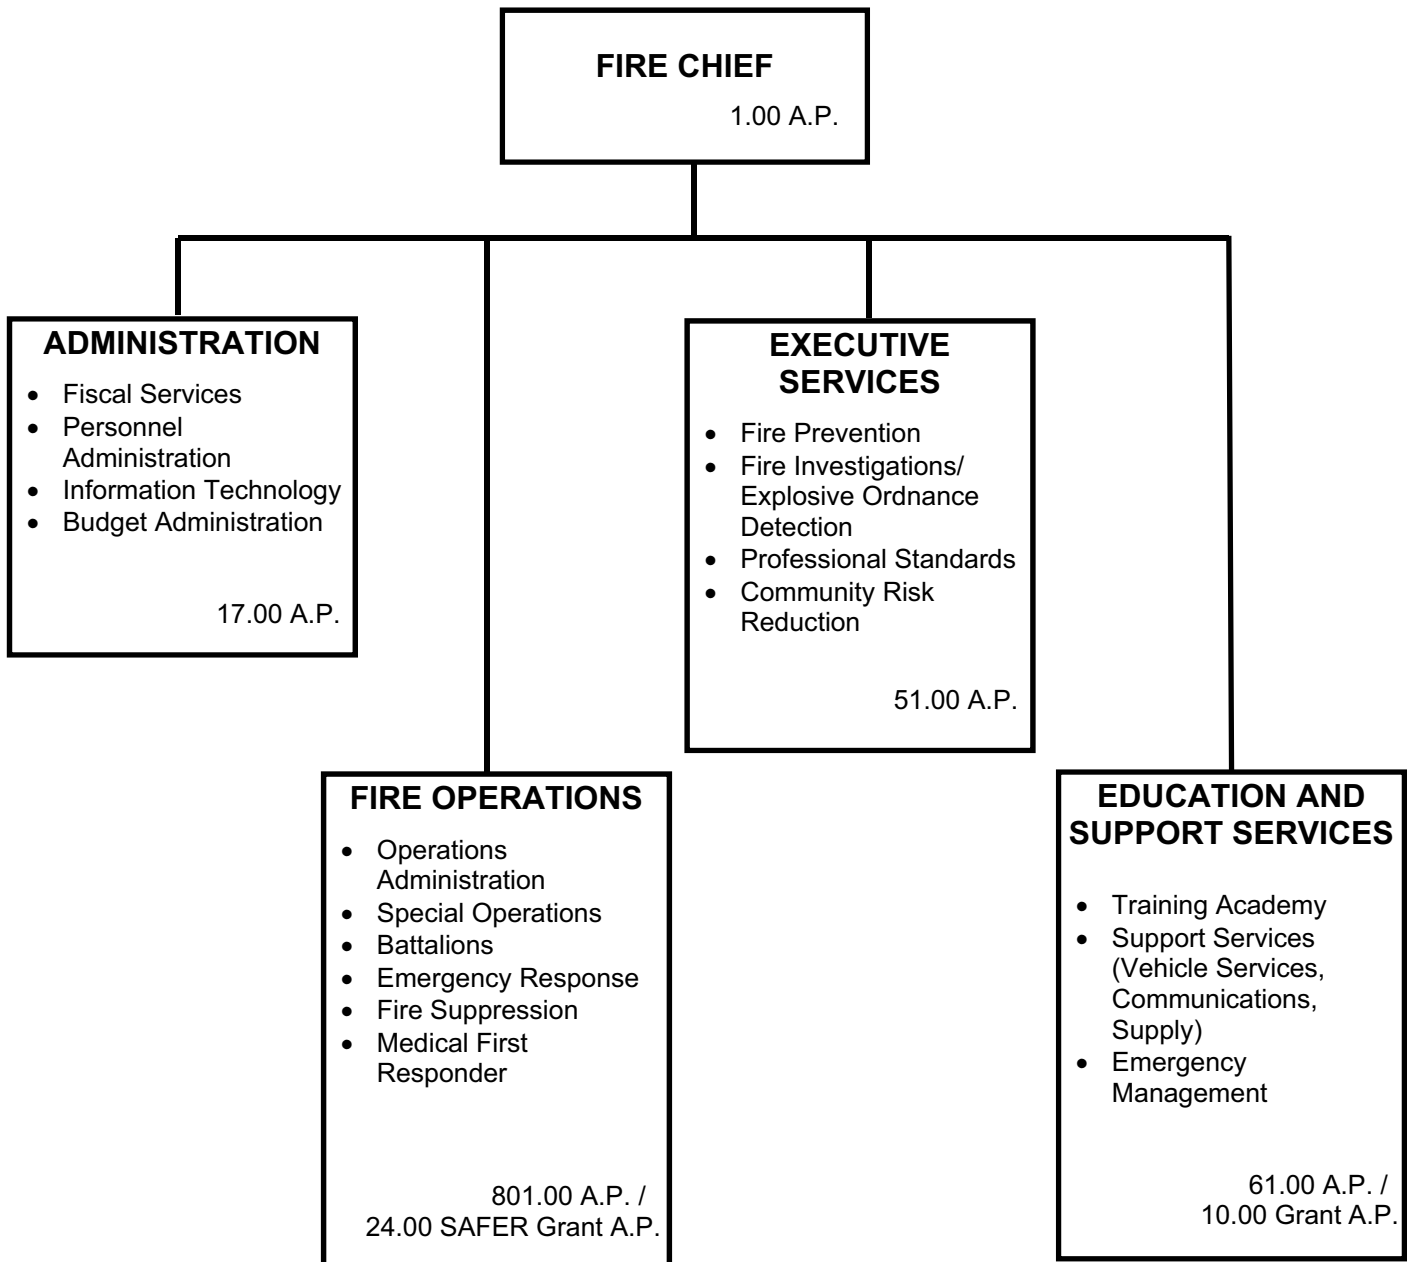 FIRE CHIEF
1.00 A.P.
ADMINISTRATION
• Fiscal Services
• Personnel
Administration
• Information Technology
• Budget Administration
17.00 A.P.
EXECUTIVE
SERVICES
• Fire Prevention
• Fire Investigations/
Explosive Ordnance
Detection
• Professional Standards
• Community Risk
Reduction
51.00 A.P.
FIRE OPERATIONS
• Operations
Administration
• Special Operations
• Battalions
• Emergency Response
• Fire Suppression
• Medical First
Responder
801.00 A.P. /
24.00 SAFER Grant A.P.
EDUCATION AND
SUPPORT SERVICES
• Training Academy
• Support Services
(Vehicle Services,
Communications,
Supply)
• Emergency
Management
61.00 A.P. /
10.00 Grant A.P.